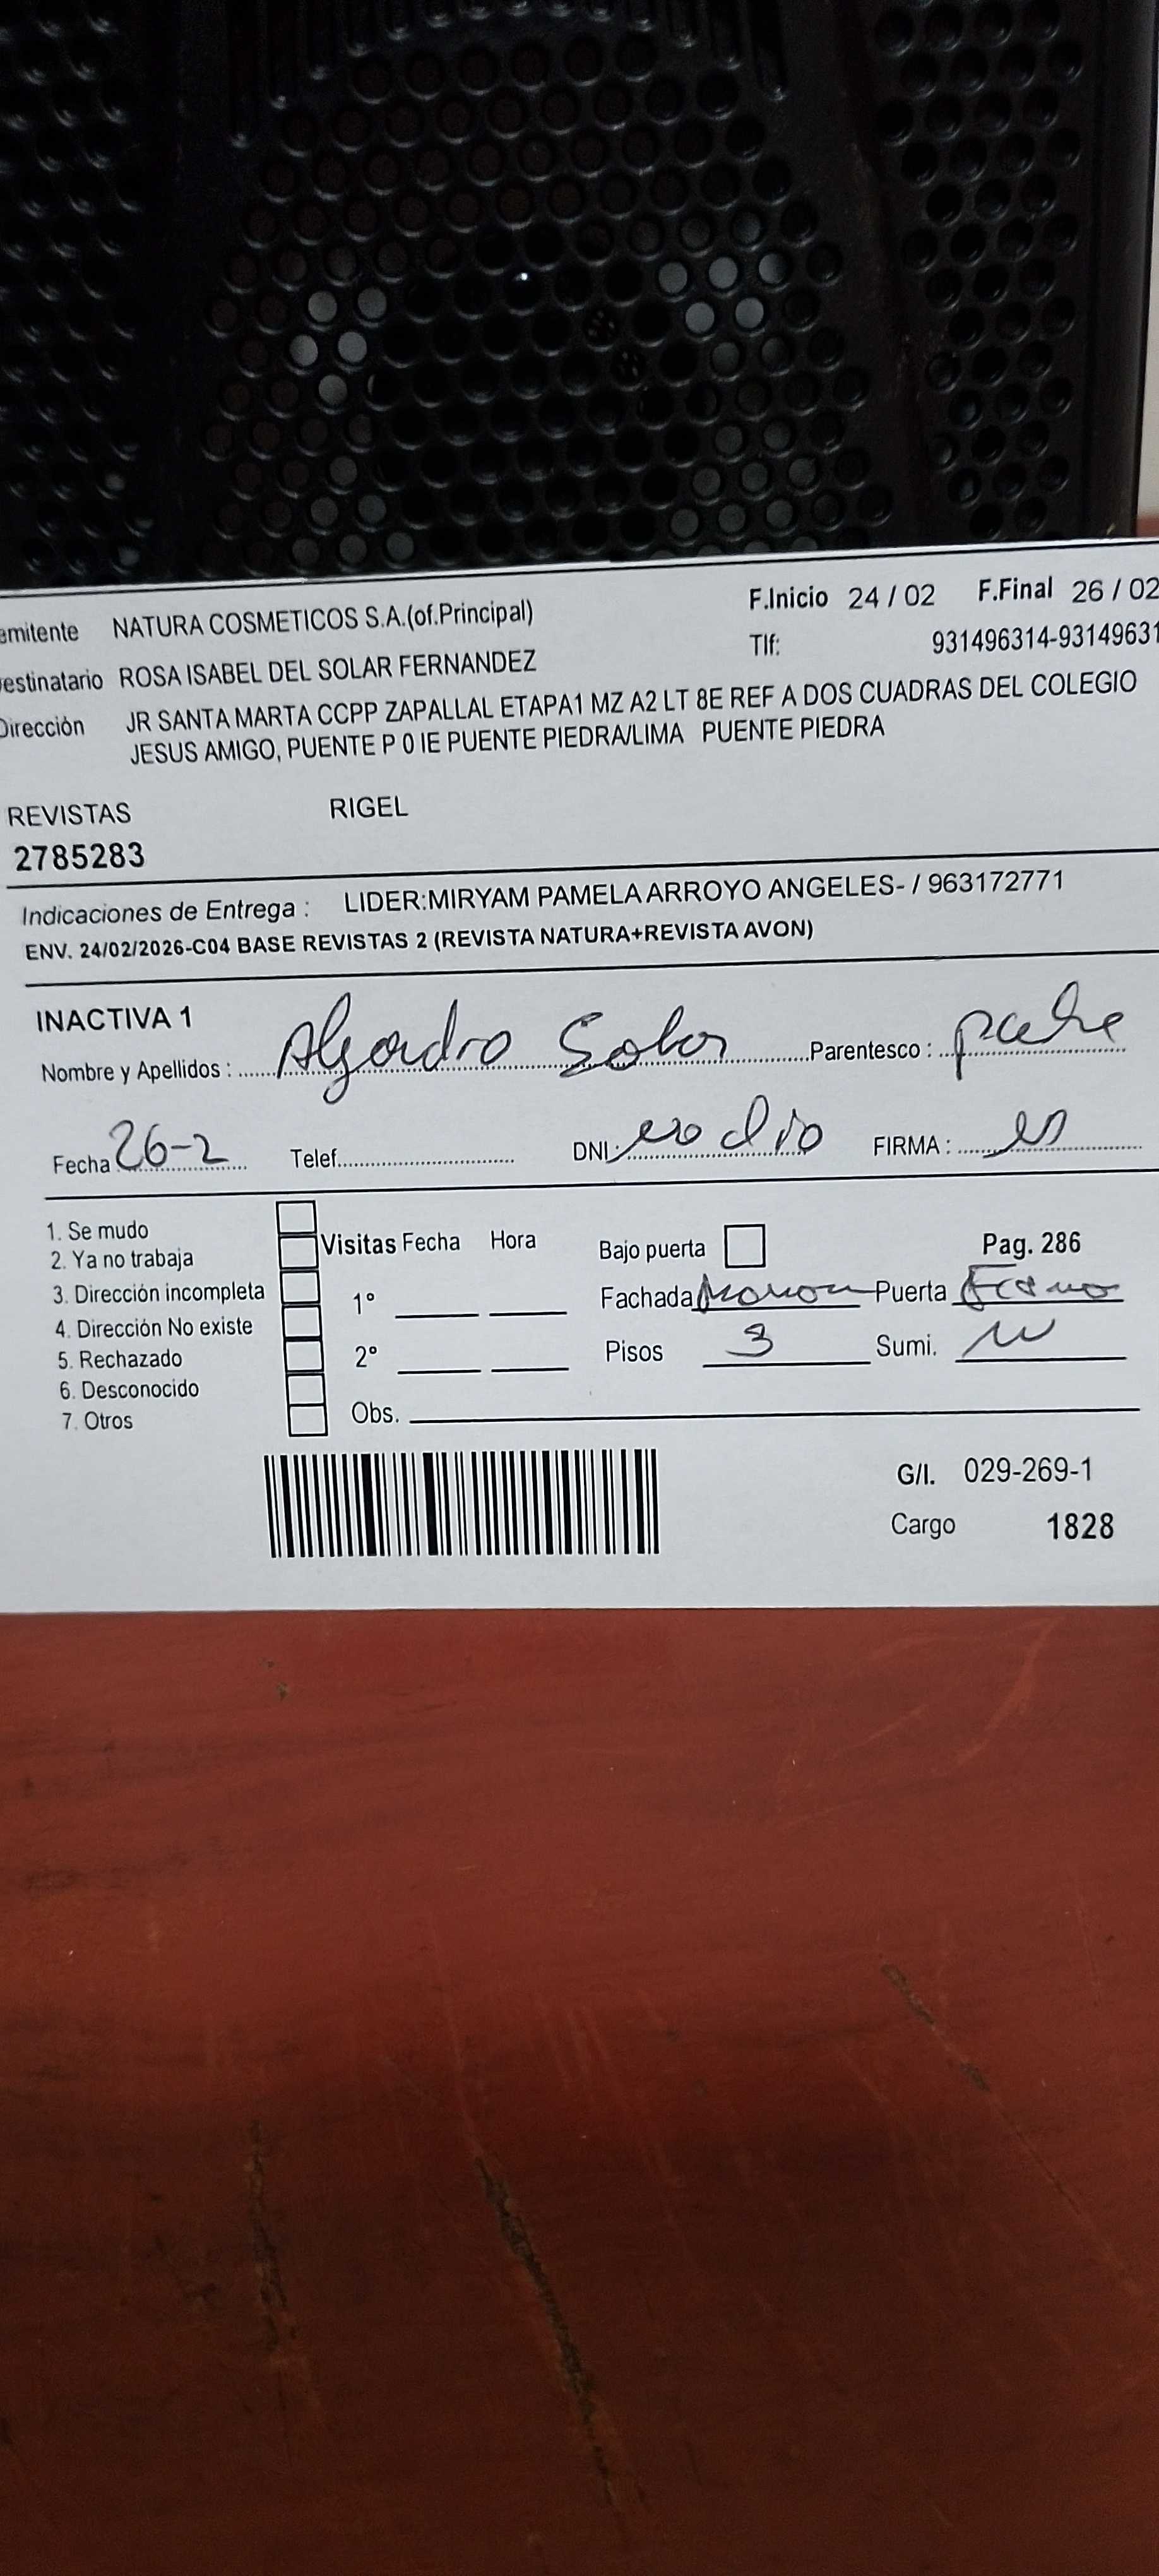 emitente NATURA COSMETICOS S.A.(of.Principal) F.Inicio 24 / 02 F.Final 26 / 02
estinatario ROSA ISABEL DEL SOLAR FERNANDEZ Tlf: 931496314-93149631
Dirección JR SANTA MARTA CCPP ZAPALLAL ETAPA1 MZ A2 LT 8E REF A DOS CUADRAS DEL COLEGIO
JESUS AMIGO, PUENTE P 0 IE PUENTE PIEDRA/LIMA PUENTE PIEDRA
REVISTAS RIGEL
2785283
Indicaciones de Entrega : LIDER:MIRYAM PAMELA ARROYO ANGELES- / 963172771
ENV. 24/02/2026-C04 BASE REVISTAS 2 (REVISTA NATURA+REVISTA AVON)
INACTIVA 1
Nombre y Apellidos : Alejandro Solar Parentesco : padre
Fecha 26-2 Telef. DNI: no dio FIRMA :
1. Se mudo
2. Ya no trabaja
3. Dirección incompleta
4. Dirección No existe
5. Rechazado
6. Desconocido
7. Otros
Visitas Fecha Hora Bajo puerta Pag. 286
1° Fachada Puerta
2° Pisos 3 Sumi.
Obs.
G/I. 029-269-1
Cargo 1828